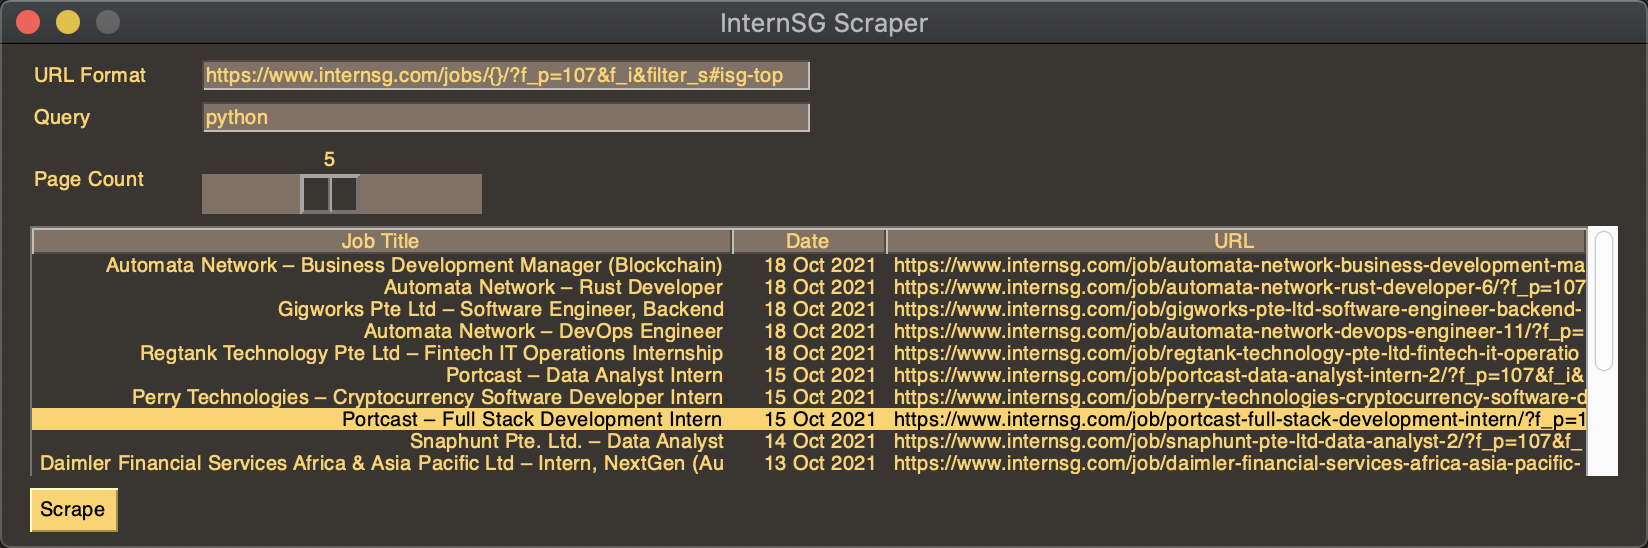 InternSG Scraper
URL Format https://www.internsg.com/jobs/{}/?f_p=107&f_i&filter_s#isg-top
Query python
5
Page Count
Job Title Date URL
Automata Network – Business Development Manager (Blockchain) 18 Oct 2021 https://www.internsg.com/job/automata-network-business-development-ma
Automata Network – Rust Developer 18 Oct 2021 https://www.internsg.com/job/automata-network-rust-developer-6/?f_p=107
Gigworks Pte Ltd – Software Engineer, Backend 18 Oct 2021 https://www.internsg.com/job/gigworks-pte-ltd-software-engineer-backend-
Automata Network – DevOps Engineer 18 Oct 2021 https://www.internsg.com/job/automata-network-devops-engineer-11/?f_p=
Regtank Technology Pte Ltd – Fintech IT Operations Internship 18 Oct 2021 https://www.internsg.com/job/regtank-technology-pte-ltd-fintech-it-operatio
Portcast – Data Analyst Intern 15 Oct 2021 https://www.internsg.com/job/portcast-data-analyst-intern-2/?f_p=107&f_i&
Perry Technologies – Cryptocurrency Software Developer Intern 15 Oct 2021 https://www.internsg.com/job/perry-technologies-cryptocurrency-software-d
Portcast – Full Stack Development Intern 15 Oct 2021 https://www.internsg.com/job/portcast-full-stack-development-intern/?f_p=1
Snaphunt Pte. Ltd. – Data Analyst 14 Oct 2021 https://www.internsg.com/job/snaphunt-pte-ltd-data-analyst-2/?f_p=107&f_
Daimler Financial Services Africa & Asia Pacific Ltd – Intern, NextGen (Au 13 Oct 2021 https://www.internsg.com/job/daimler-financial-services-africa-asia-pacific-
Scrape